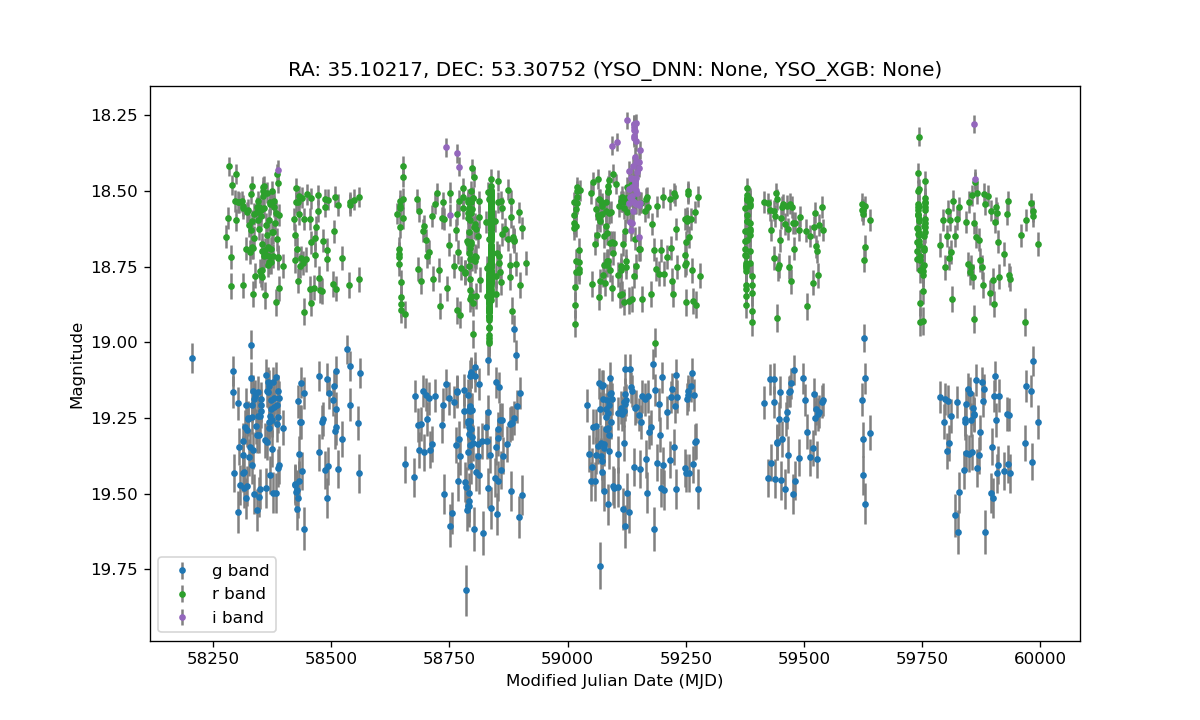 RA: 35.10217, DEC: 53.30752 (YSO_DNN: None, YSO_XGB: None)
18.25
18.50
18.75
19.00
19.25
19.50
19.75
Magnitude
g band
r band
i band
58250 58500 58750 59000 59250 59500 59750 60000
Modified Julian Date (MJD)